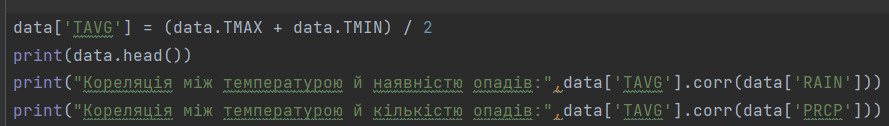 data['TAVG'] = (data.TMAX + data.TMIN) / 2
print(data.head())
print("Кореляція між температурою й наявністю опадів:",data['TAVG'].corr(data['RAIN']))
print("Кореляція між температурою й кількістю опадів:",data['TAVG'].corr(data['PRCP']))